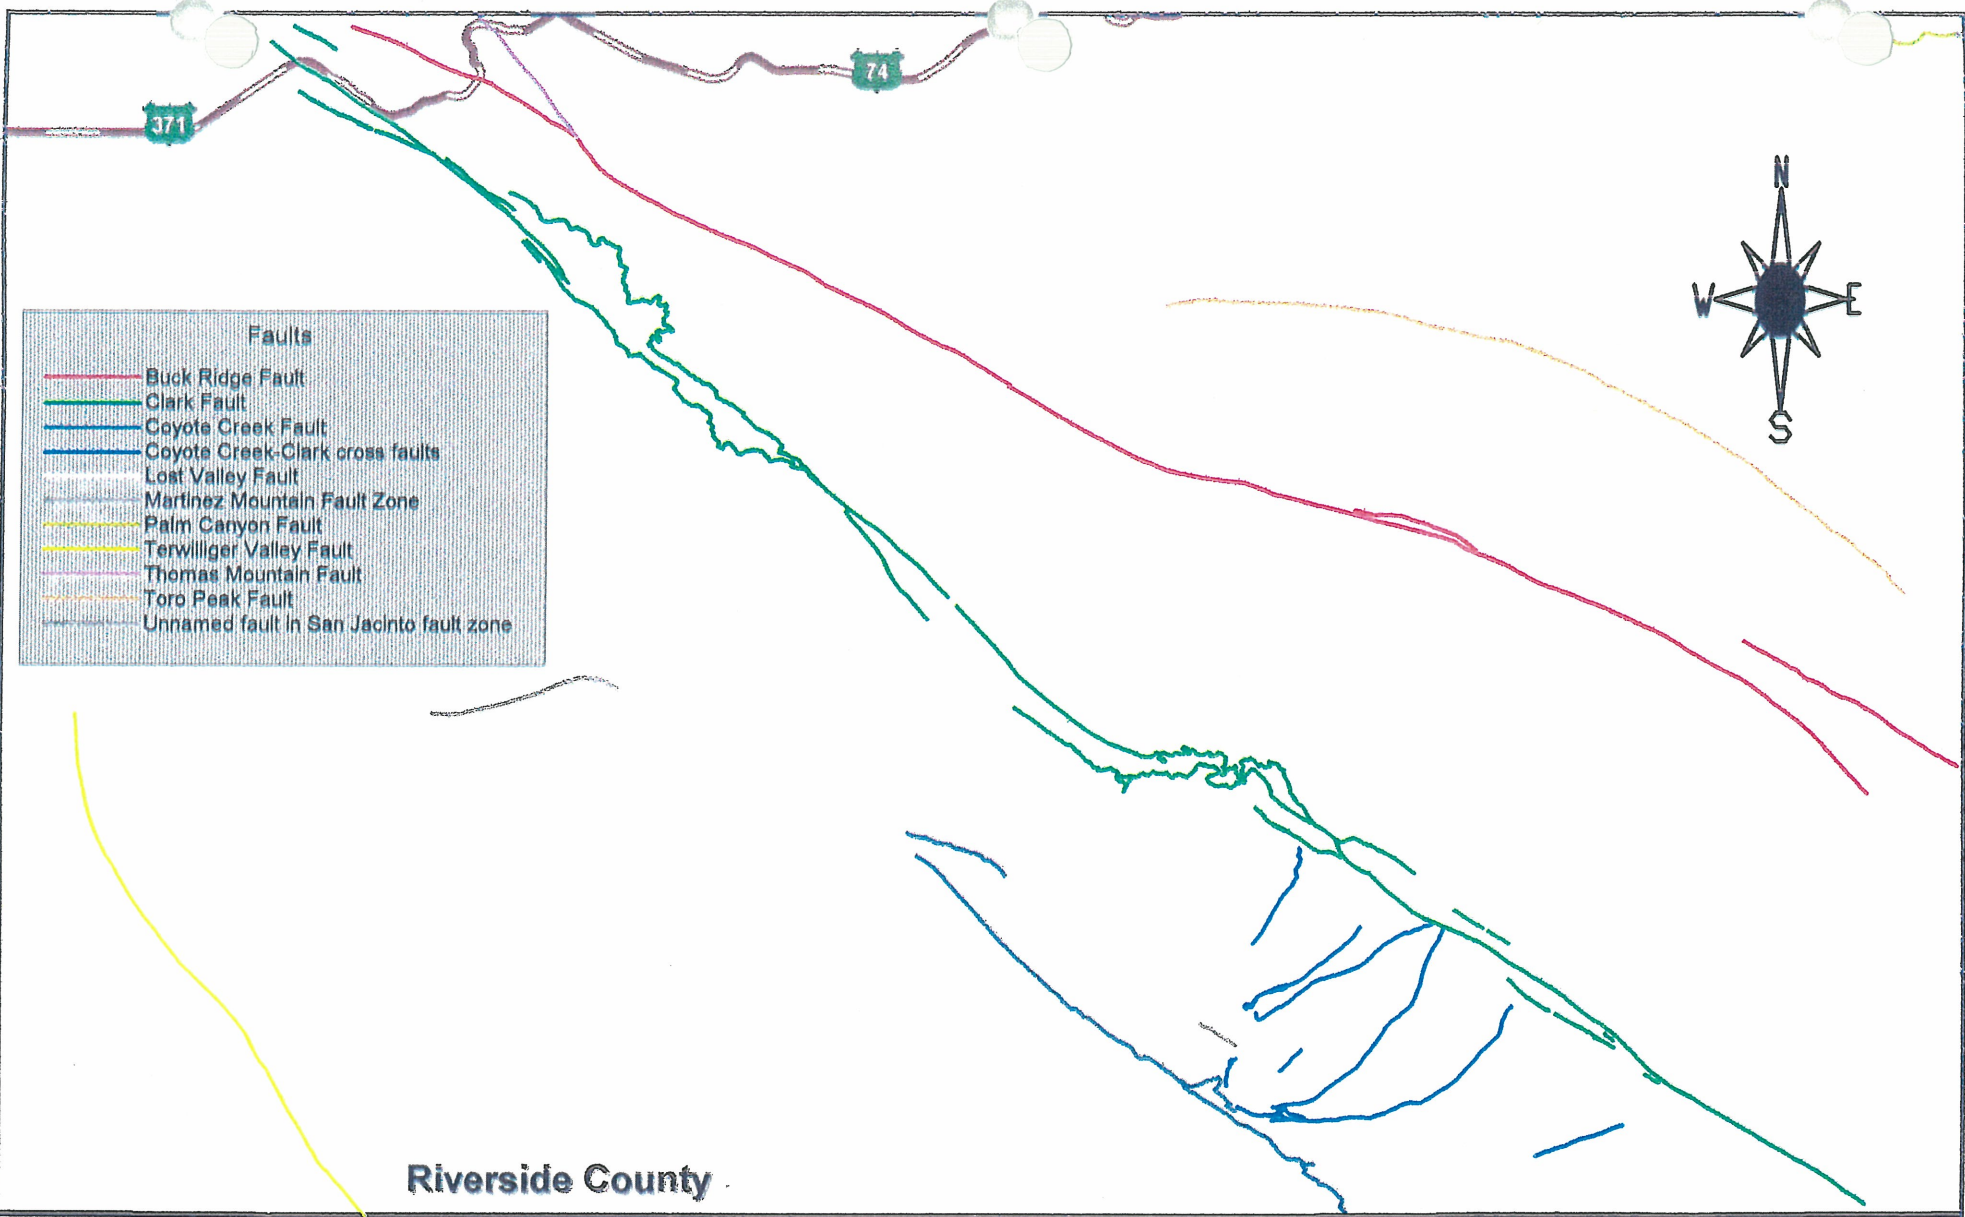 74
371
N
W E
S
Faults
Buck Ridge Fault
Clark Fault
Coyote Creek Fault
Coyote Creek-Clark cross faults
Lost Valley Fault
Martinez Mountain Fault Zone
Palm Canyon Fault
Terwilliger Valley Fault
Thomas Mountain Fault
Toro Peak Fault
Unnamed fault in San Jacinto fault zone
Riverside County